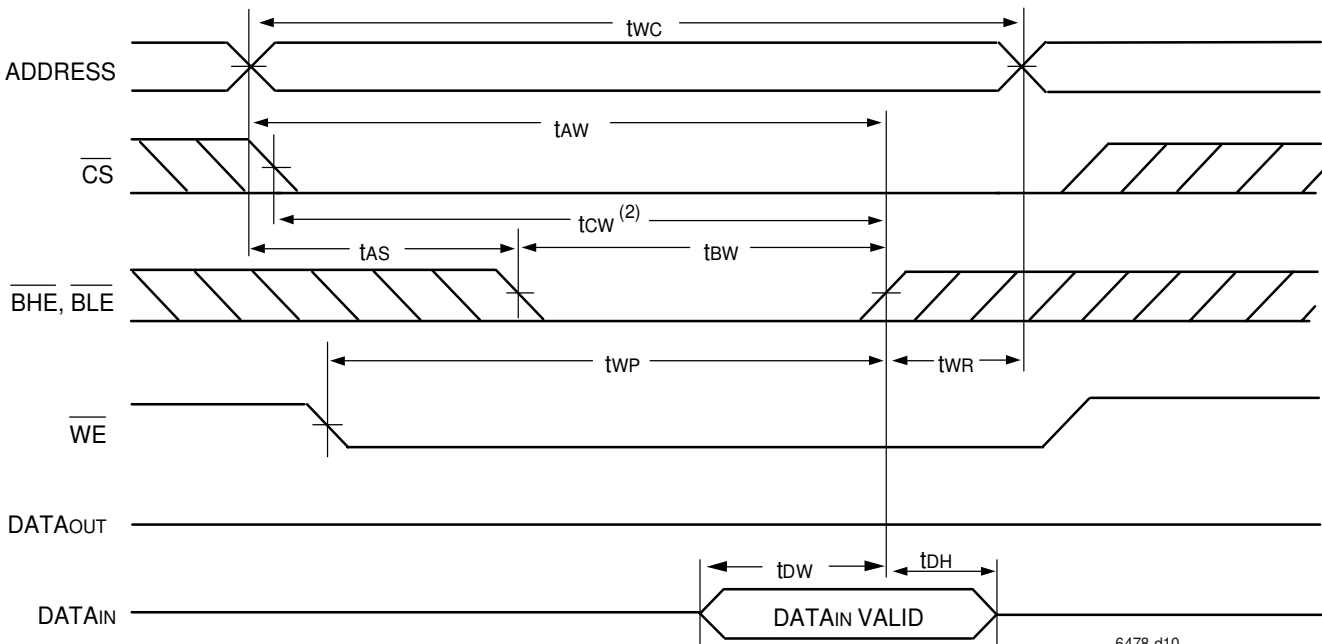 tWC
ADDRESS
tAW
CS
tCW (2)
tAS
tBW
BHE, BLE
tWP
tWR
WE
DATAOUT
tDW
tDH
DATAIN
DATAIN VALID
6478 d10